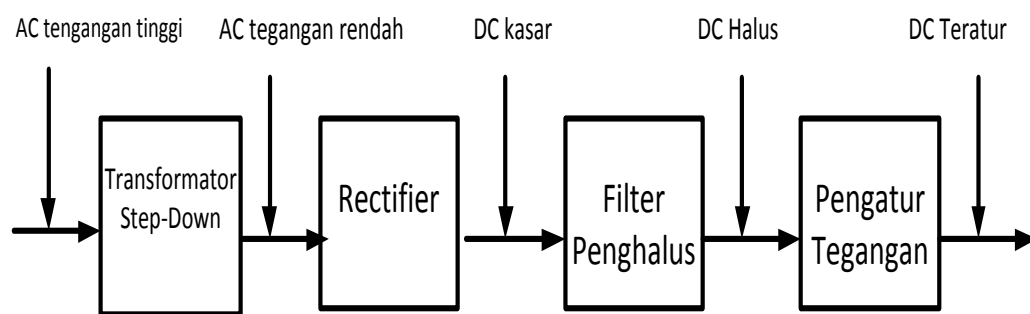 AC tengangan tinggi
AC tegangan rendah
DC kasar
DC Halus
DC Teratur
Transformator
Step-Down
Rectifier
Filter
Penghalus
Pengatur
Tegangan